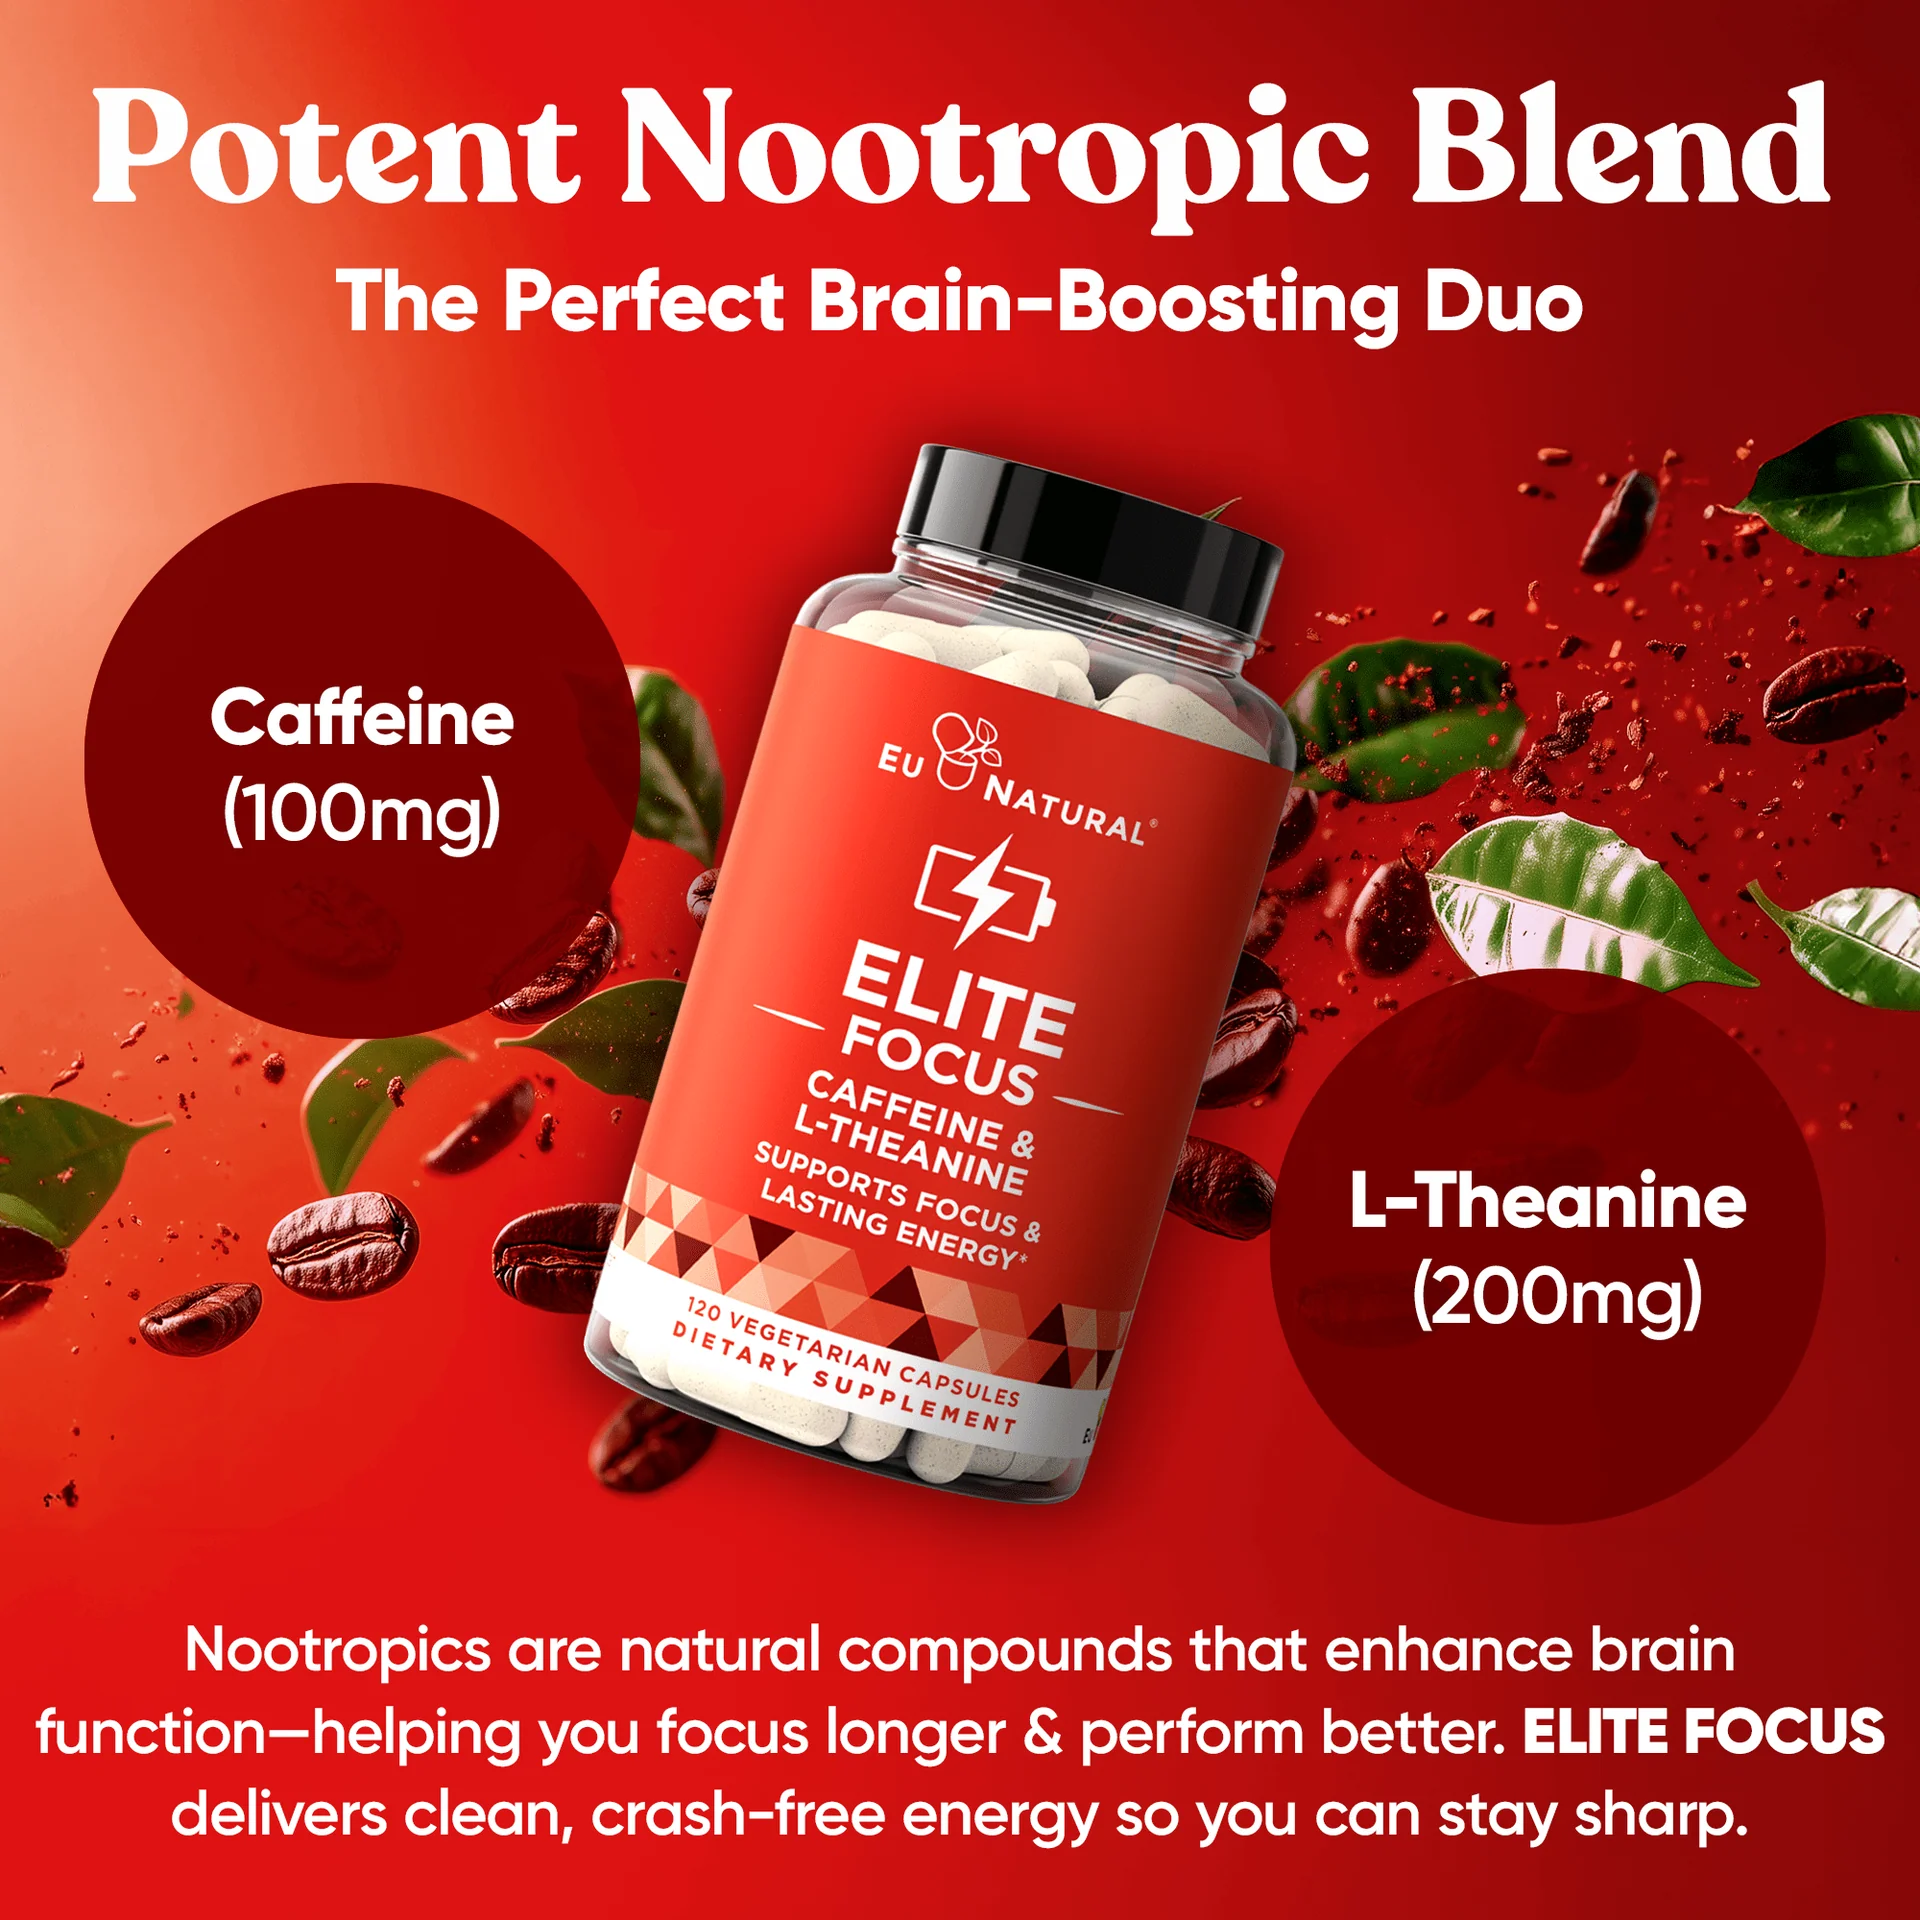 Potent Nootropic Blend
The Perfect Brain-Boosting Duo
Caffeine
(100mg)
EU NATURAL®
ELITE
FOCUS
CAFFEINE &
L-THEANINE
SUPPORTS FOCUS &
LASTING ENERGY*
120 VEGETARIAN CAPSULES
DIETARY SUPPLEMENT
L-Theanine
(200mg)
Nootropics are natural compounds that enhance brain
function—helping you focus longer & perform better. ELITE FOCUS
delivers clean, crash-free energy so you can stay sharp.